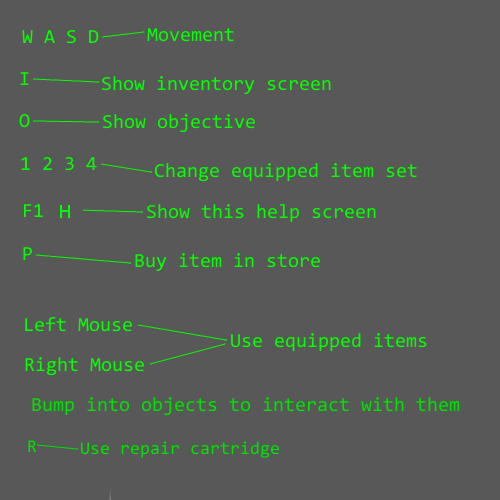 W A S D Movement
I Show inventory screen
O Show objective
1 2 3 4 Change equipped item set
F1 H Show this help screen
P Buy item in store
Left Mouse
Use equipped items
Right Mouse
Bump into objects to interact with them
R Use repair cartridge